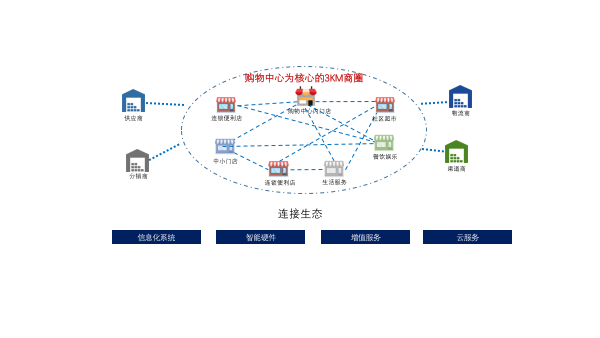 购物中心为核心的3KM商圈
供应商
连锁便利店
购物中心内门店
社区超市
物流商
分销商
中小门店
连锁便利店
生活服务
餐饮娱乐
渠道商
连接生态
信息化系统
智能硬件
增值服务
云服务